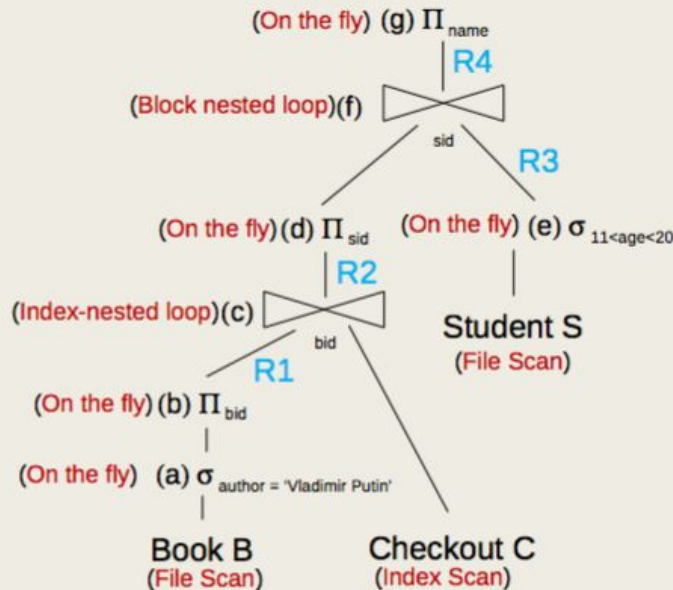 (On the fly) (g) Π name
R4
(Block nested loop)(f)
sid
R3
(On the fly)(d) Π sid
(On the fly) (e) σ 11<age<20
R2
(Index-nested loop)(c)
Student S
bid
(File Scan)
R1
(On the fly)(b) Π bid
(On the fly) (a) σ author = 'Vladimir Putin'
Book B
Checkout C
(File Scan)
(Index Scan)